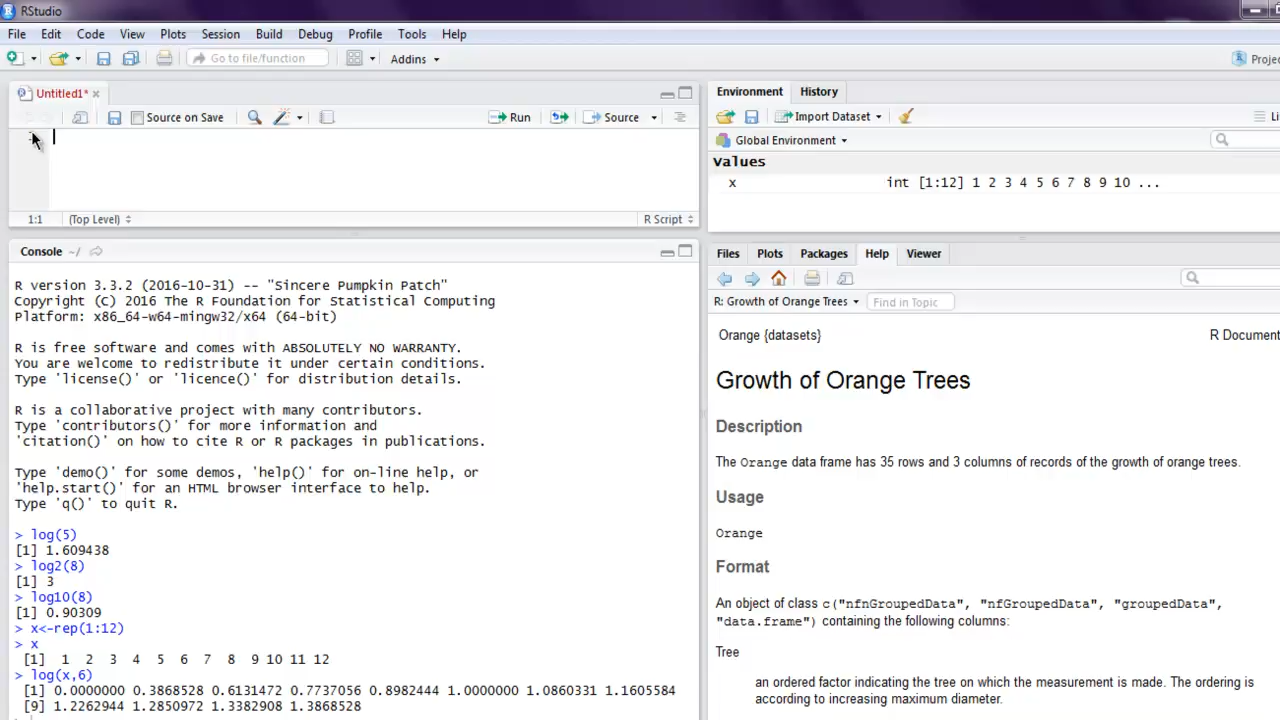 RStudio
File Edit Code View Plots Session Build Debug Profile Tools Help
Go to file/function Addins
Untitled1*
Source on Save Run Source
1:1 (Top Level) R Script
Console ~/
R version 3.3.2 (2016-10-31) -- "Sincere Pumpkin Patch"
Copyright (C) 2016 The R Foundation for Statistical Computing
Platform: x86_64-w64-mingw32/x64 (64-bit)
R is free software and comes with ABSOLUTELY NO WARRANTY.
You are welcome to redistribute it under certain conditions.
Type 'license()' or 'licence()' for distribution details.
R is a collaborative project with many contributors.
Type 'contributors()' for more information and
'citation()' on how to cite R or R packages in publications.
Type 'demo()' for some demos, 'help()' for on-line help, or
'help.start()' for an HTML browser interface to help.
Type 'q()' to quit R.
> log(5)
[1] 1.609438
> log2(8)
[1] 3
> log10(8)
[1] 0.90309
> x<-rep(1:12)
> x
[1] 1 2 3 4 5 6 7 8 9 10 11 12
> log(x,6)
[1] 0.0000000 0.3868528 0.6131472 0.7737056 0.8982444 1.0000000 1.0860331 1.1605584
[9] 1.2262944 1.2850972 1.3382908 1.3868528
Projec
Environment History
Import Dataset Li
Global Environment
Values
x int [1:12] 1 2 3 4 5 6 7 8 9 10 ...
Files Plots Packages Help Viewer
R: Growth of Orange Trees Find in Topic
Orange {datasets} R Document
Growth of Orange Trees
Description
The Orange data frame has 35 rows and 3 columns of records of the growth of orange trees.
Usage
Orange
Format
An object of class c("nfnGroupedData", "nfGroupedData", "groupedData",
"data.frame") containing the following columns:
Tree
an ordered factor indicating the tree on which the measurement is made. The ordering is
according to increasing maximum diameter.